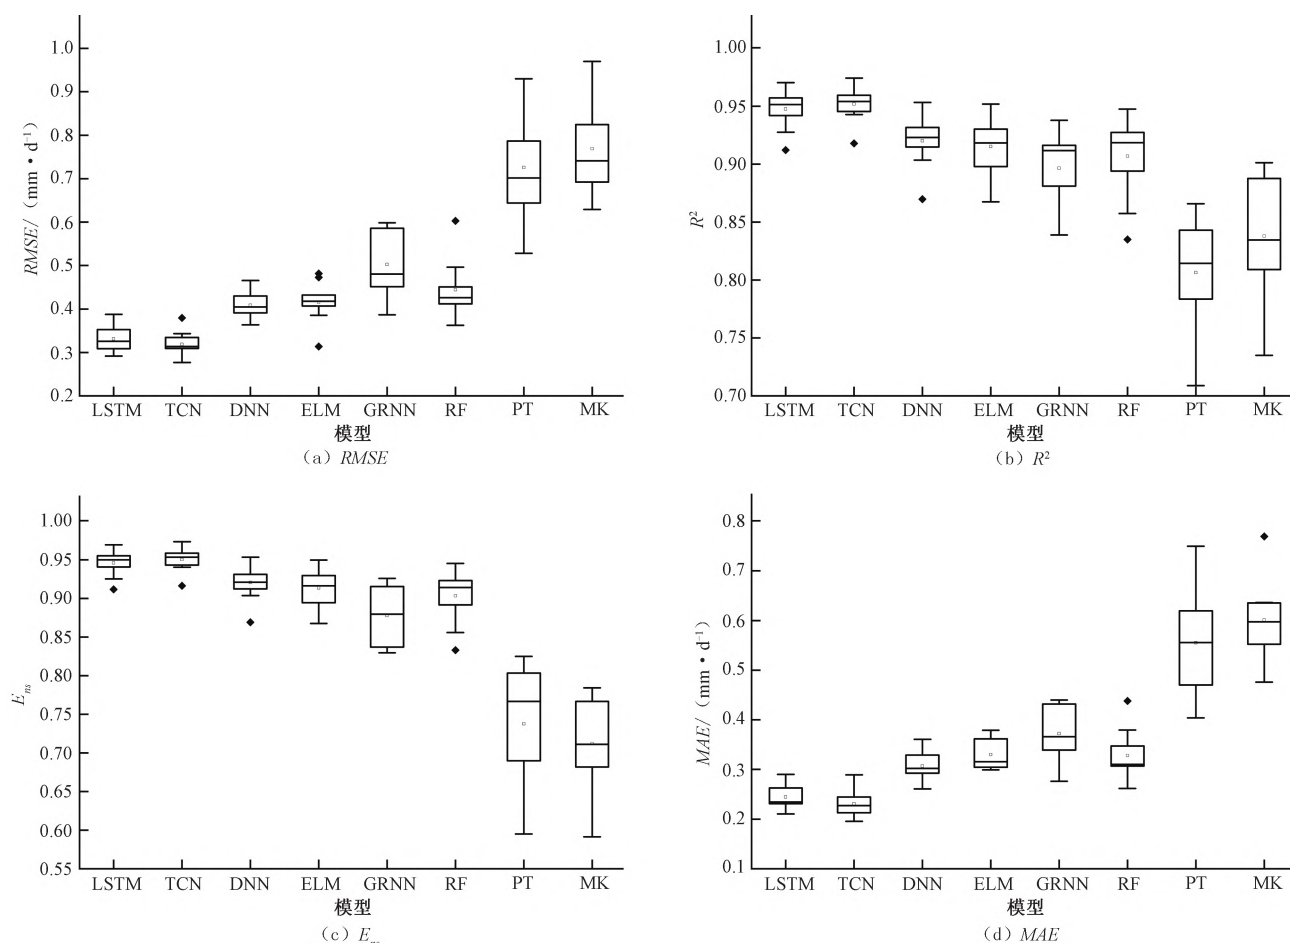 1.0
0.9
0.8
0.7
0.6
0.5
0.4
0.3
0.2
RMSE/（mm·d⁻¹）
LSTM TCN DNN ELM GRNN RF PT MK
模型
（a）RMSE
1.00
0.95
0.90
0.85
0.80
0.75
0.70
R²
LSTM TCN DNN ELM GRNN RF PT MK
模型
（b）R²
1.00
0.95
0.90
0.85
0.80
0.75
0.70
0.65
0.60
0.55
Eₙₛ
LSTM TCN DNN ELM GRNN RF PT MK
模型
（c）Eₙₛ
0.8
0.7
0.6
0.5
0.4
0.3
0.2
0.1
MAE/（mm·d⁻¹）
LSTM TCN DNN ELM GRNN RF PT MK
模型
（d）MAE